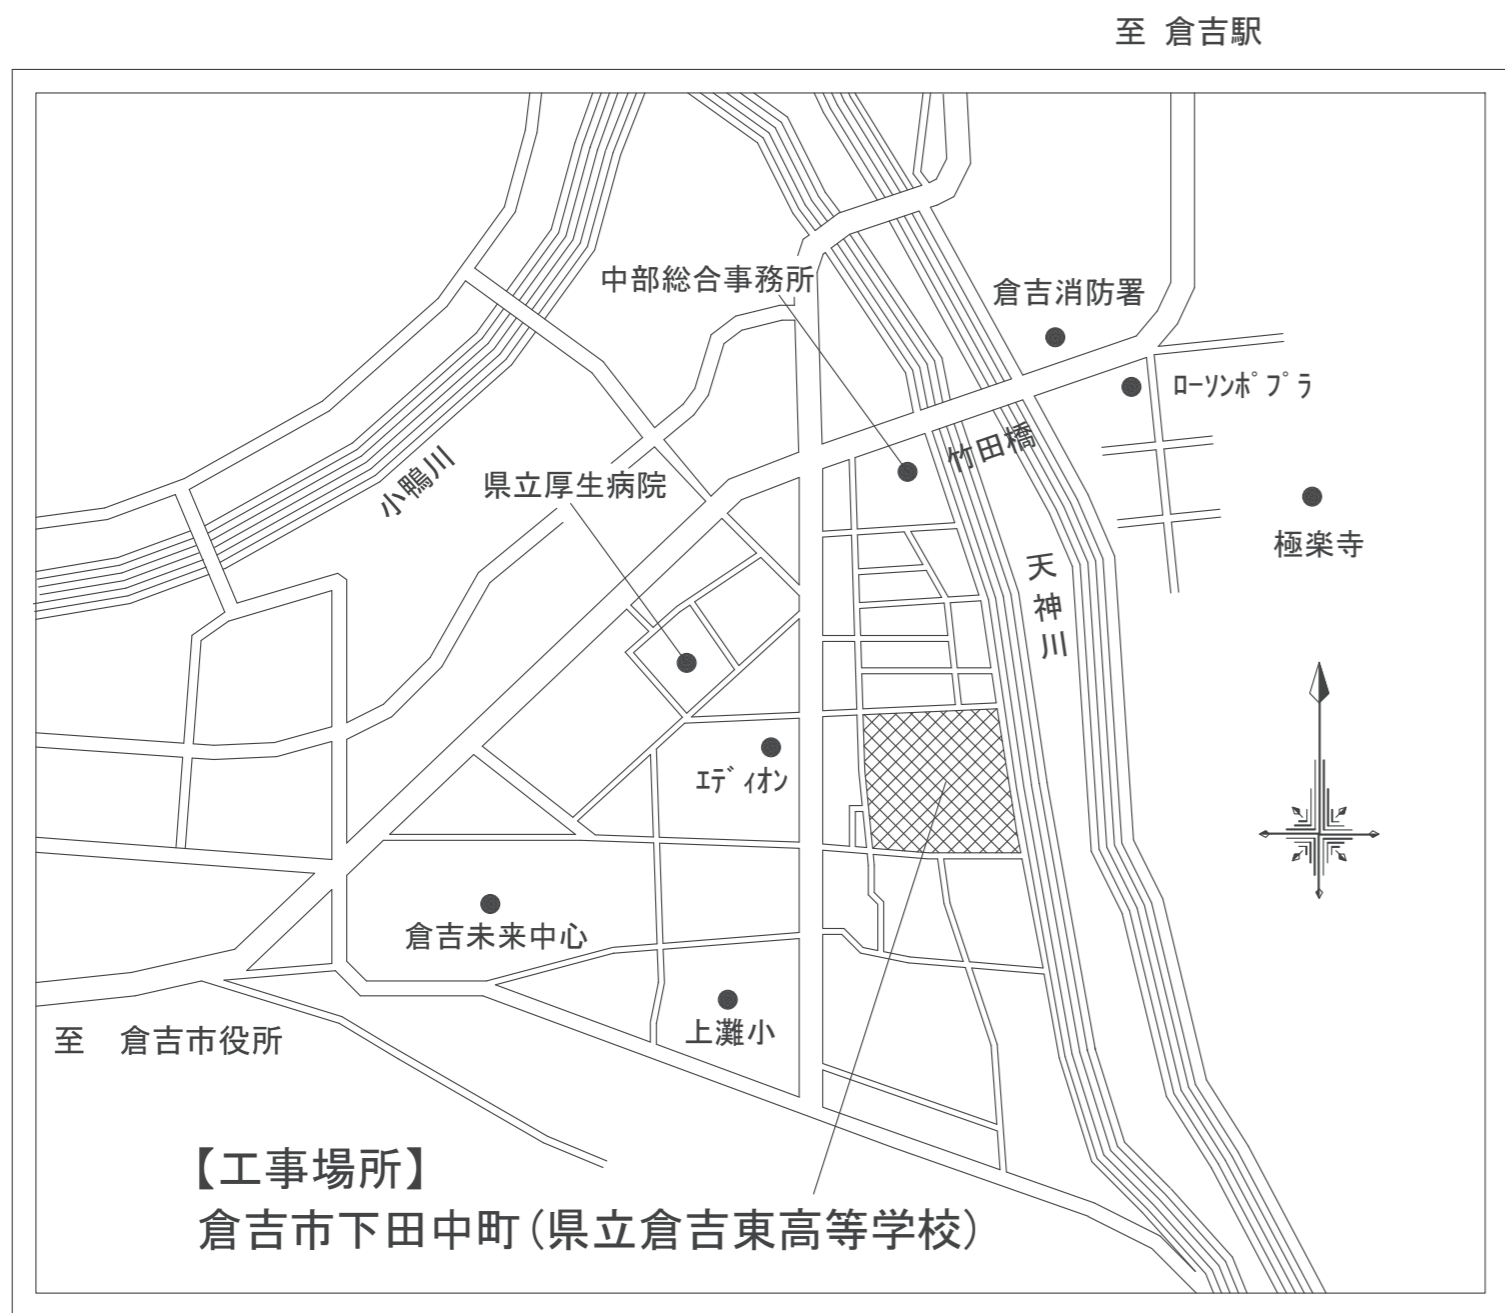 至 倉吉駅
中部総合事務所
倉吉消防署
ﾛｰｿﾝﾎﾟﾌﾟﾗ
竹田橋
小鴨川
県立厚生病院
極楽寺
天神川
ｴﾃﾞｨｵﾝ
倉吉未来中心
上灘小
至 倉吉市役所
【工事場所】
倉吉市下田中町(県立倉吉東高等学校)